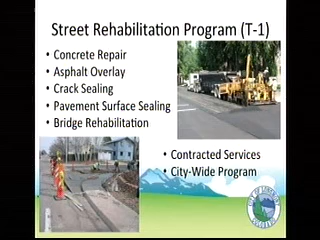 Street Rehabilitation Program (T-1)
• Concrete Repair
• Asphalt Overlay
• Crack Sealing
• Pavement Surface Sealing
• Bridge Rehabilitation
• Contracted Services
• City-Wide Program